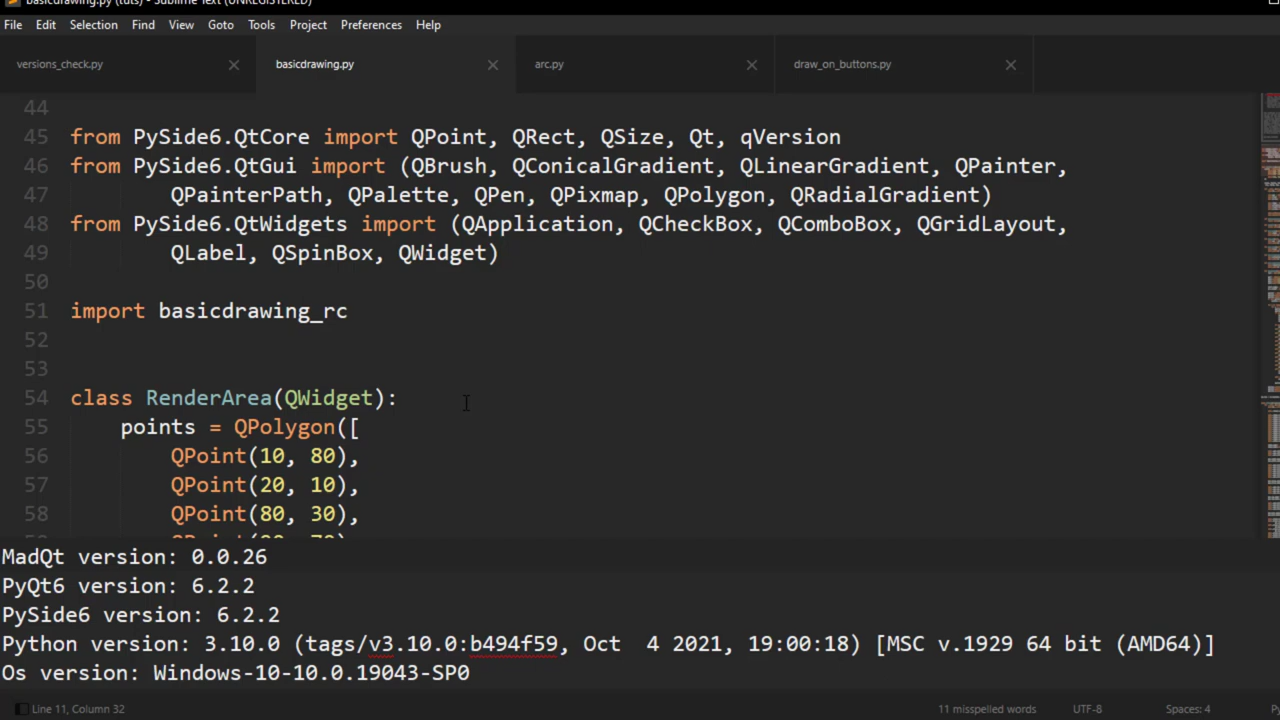 basicdrawing.py (tuts) - Sublime Text (UNREGISTERED)
File Edit Selection Find View Goto Tools Project Preferences Help
versions_check.py basicdrawing.py arc.py draw_on_buttons.py
44
45 from PySide6.QtCore import QPoint, QRect, QSize, Qt, qVersion
46 from PySide6.QtGui import (QBrush, QConicalGradient, QLinearGradient, QPainter,
47 QPainterPath, QPalette, QPen, QPixmap, QPolygon, QRadialGradient)
48 from PySide6.QtWidgets import (QApplication, QCheckBox, QComboBox, QGridLayout,
49 QLabel, QSpinBox, QWidget)
50
51 import basicdrawing_rc
52
53
54 class RenderArea(QWidget):
55 points = QPolygon([
56 QPoint(10, 80),
57 QPoint(20, 10),
58 QPoint(80, 30),
MadQt version: 0.0.26
PyQt6 version: 6.2.2
PySide6 version: 6.2.2
Python version: 3.10.0 (tags/v3.10.0:b494f59, Oct  4 2021, 19:00:18) [MSC v.1929 64 bit (AMD64)]
Os version: Windows-10-10.0.19043-SP0
Line 11, Column 32 11 misspelled words UTF-8 Spaces: 4